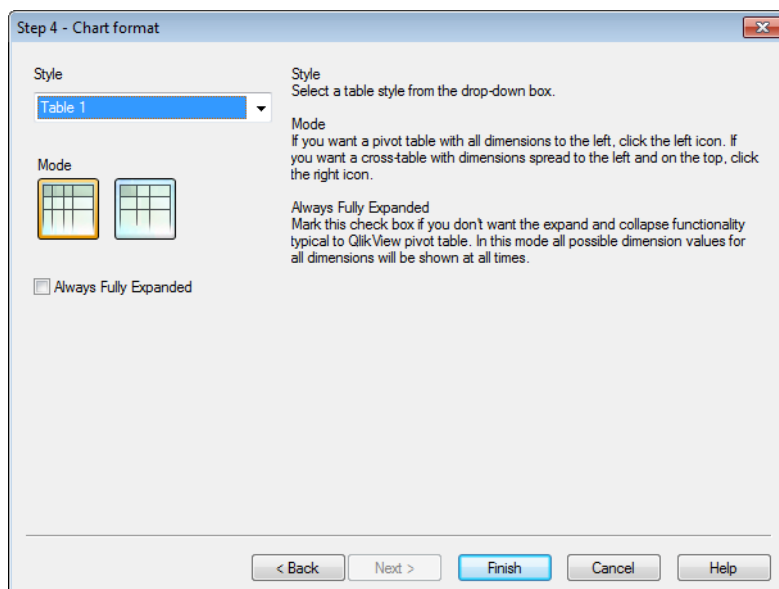 Step 4 - Chart format
Style
Table 1
Mode
Always Fully Expanded
Style
Select a table style from the drop-down box.
Mode
If you want a pivot table with all dimensions to the left, click the left icon. If
you want a cross-table with dimensions spread to the left and on the top, click
the right icon.
Always Fully Expanded
Mark this check box if you don't want the expand and collapse functionality
typical to QlikView pivot table. In this mode all possible dimension values for
all dimensions will be shown at all times.
< Back
Next >
Finish
Cancel
Help